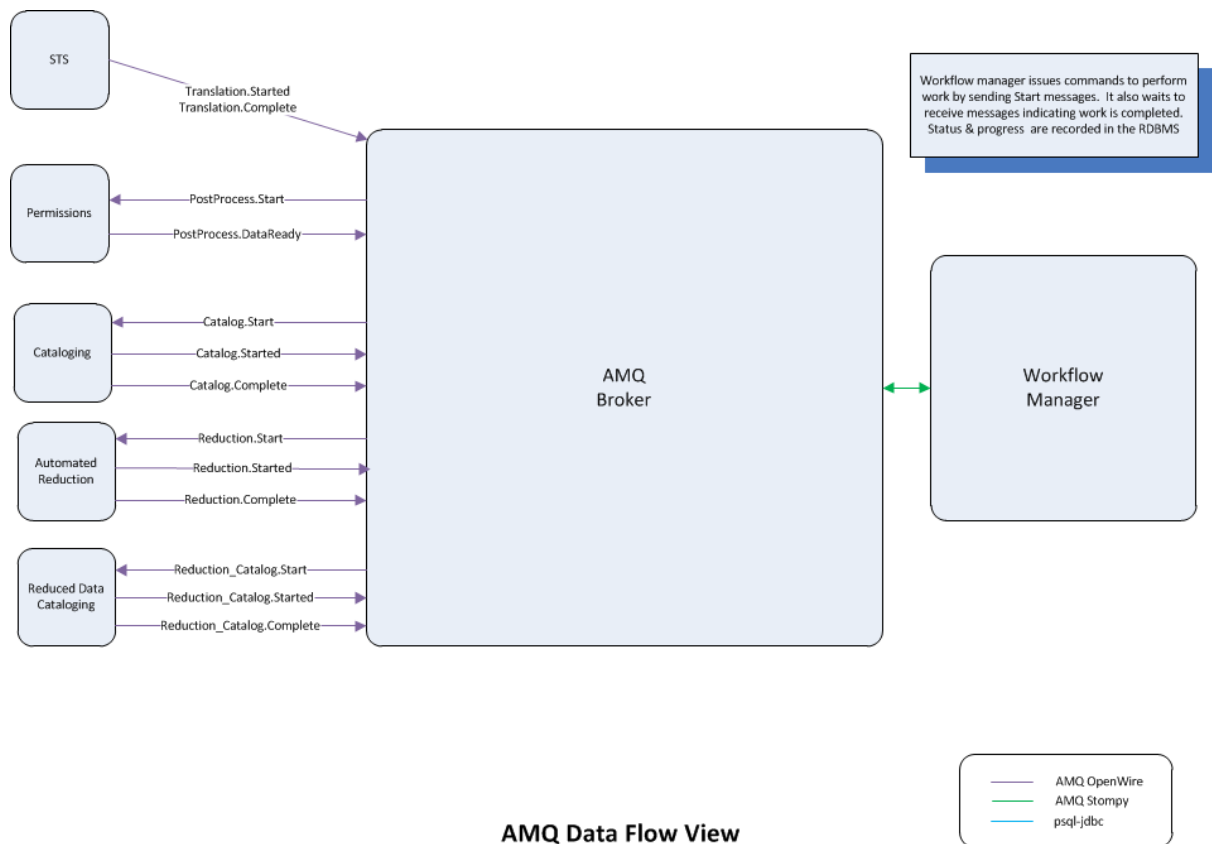 STS
Translation.Started
Translation.Complete
Workflow manager issues commands to perform
work by sending Start messages.  It also waits to
receive messages indicating work is completed.
Status & progress  are recorded in the RDBMS
Permissions
PostProcess.Start
PostProcess.DataReady
Cataloging
Catalog.Start
Catalog.Started
Catalog.Complete
AMQ
Broker
Workflow
Manager
Automated
Reduction
Reduction.Start
Reduction.Started
Reduction.Complete
Reduced Data
Cataloging
Reduction_Catalog.Start
Reduction_Catalog.Started
Reduction_Catalog.Complete
AMQ OpenWire
AMQ Stompy
psql-jdbc
AMQ Data Flow View